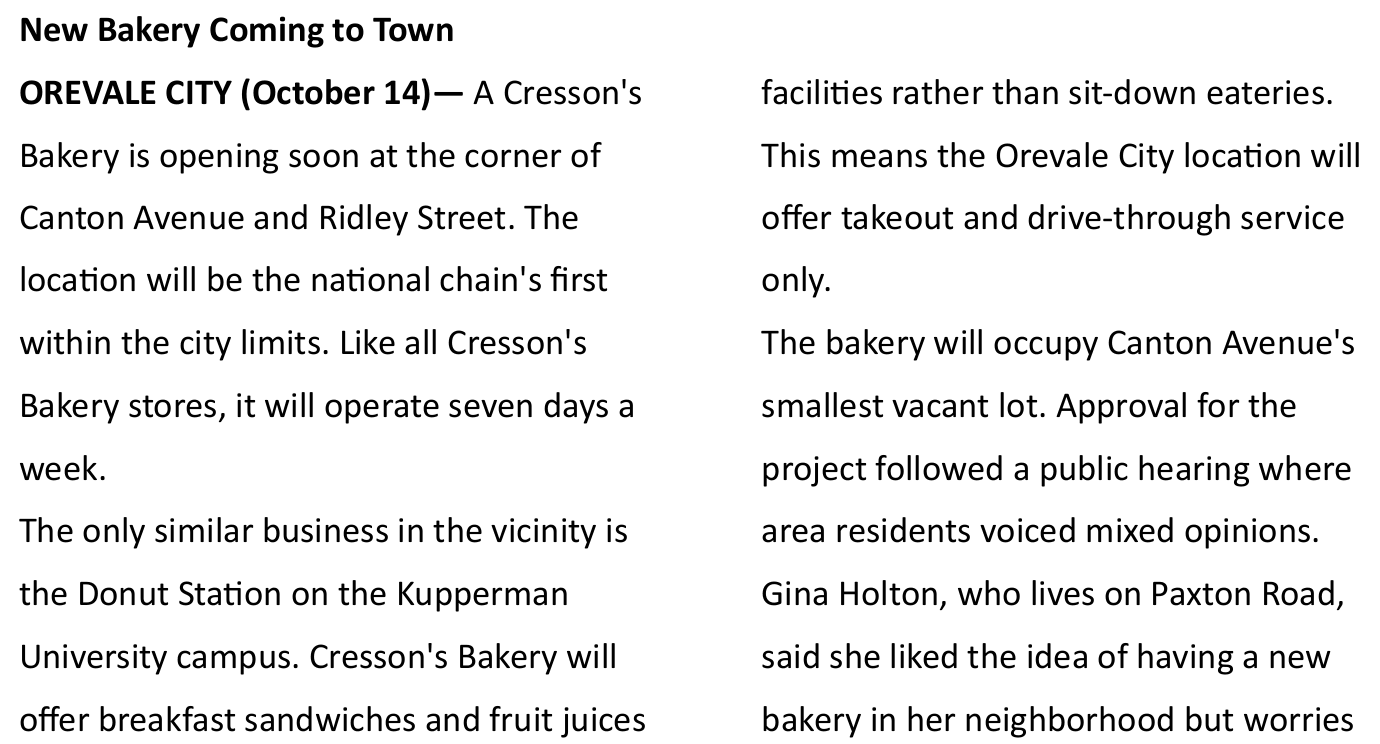 New Bakery Coming to Town
OREVALE CITY (October 14)— A Cresson's
Bakery is opening soon at the corner of
Canton Avenue and Ridley Street. The
location will be the national chain's first
within the city limits. Like all Cresson's
Bakery stores, it will operate seven days a
week.
The only similar business in the vicinity is
the Donut Station on the Kupperman
University campus. Cresson's Bakery will
offer breakfast sandwiches and fruit juices
facilities rather than sit-down eateries.
This means the Orevale City location will
offer takeout and drive-through service
only.
The bakery will occupy Canton Avenue's
smallest vacant lot. Approval for the
project followed a public hearing where
area residents voiced mixed opinions.
Gina Holton, who lives on Paxton Road,
said she liked the idea of having a new
bakery in her neighborhood but worries